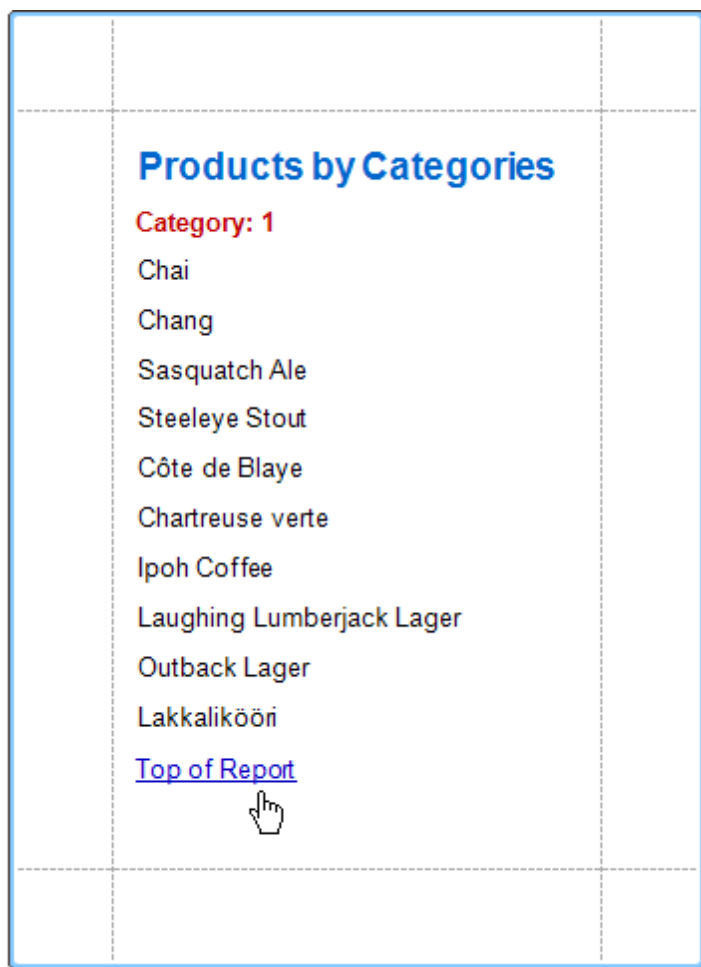 Products by Categories
Category: 1
Chai
Chang
Sasquatch Ale
Steeleye Stout
Côte de Blaye
Chartreuse verte
Ipoh Coffee
Laughing Lumberjack Lager
Outback Lager
Lakkalikööri
Top of Report